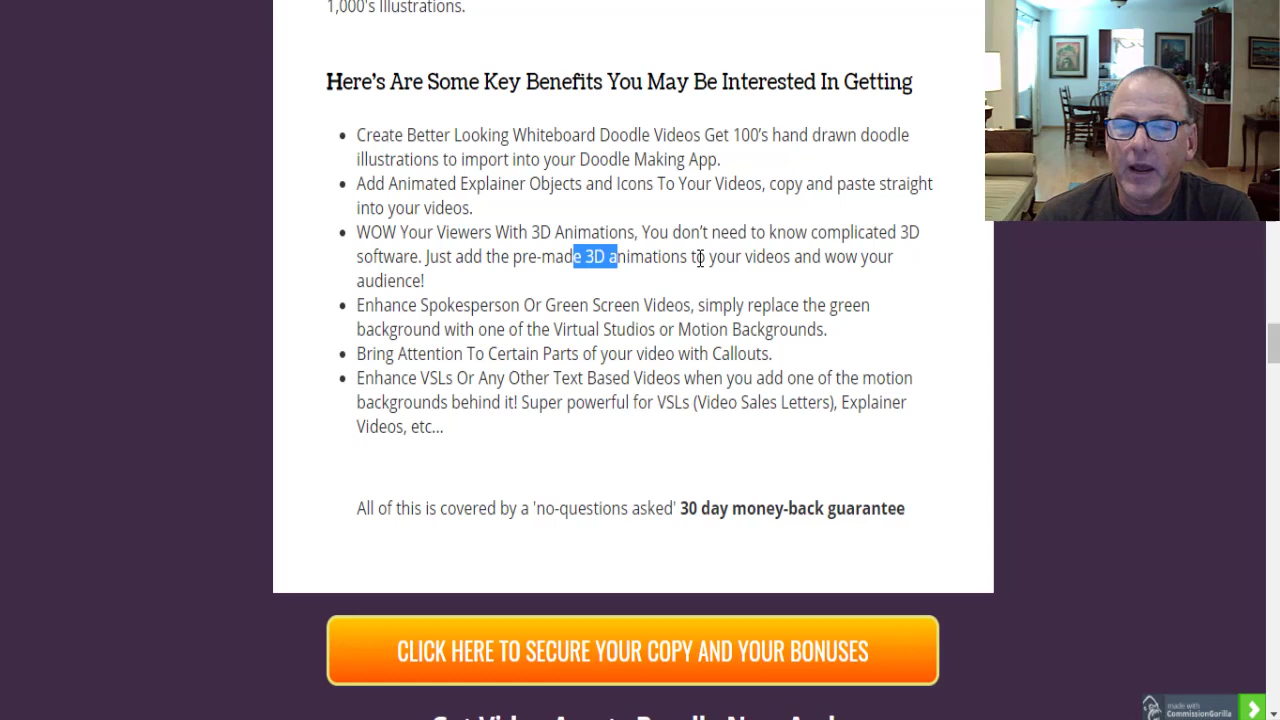 1,000's Illustrations.
Here's Are Some Key Benefits You May Be Interested In Getting
Create Better Looking Whiteboard Doodle Videos Get 100's hand drawn doodle
illustrations to import into your Doodle Making App.
Add Animated Explainer Objects and Icons To Your Videos, copy and paste straight
into your videos.
WOW Your Viewers With 3D Animations, You don't need to know complicated 3D
software. Just add the pre-made 3D animations to your videos and wow your
audience!
Enhance Spokesperson Or Green Screen Videos, simply replace the green
background with one of the Virtual Studios or Motion Backgrounds.
Bring Attention To Certain Parts of your video with Callouts.
Enhance VSLs Or Any Other Text Based Videos when you add one of the motion
backgrounds behind it! Super powerful for VSLs (Video Sales Letters), Explainer
Videos, etc...
All of this is covered by a 'no-questions asked' 30 day money-back guarantee
CLICK HERE TO SECURE YOUR COPY AND YOUR BONUSES
made with
CommissionGorilla